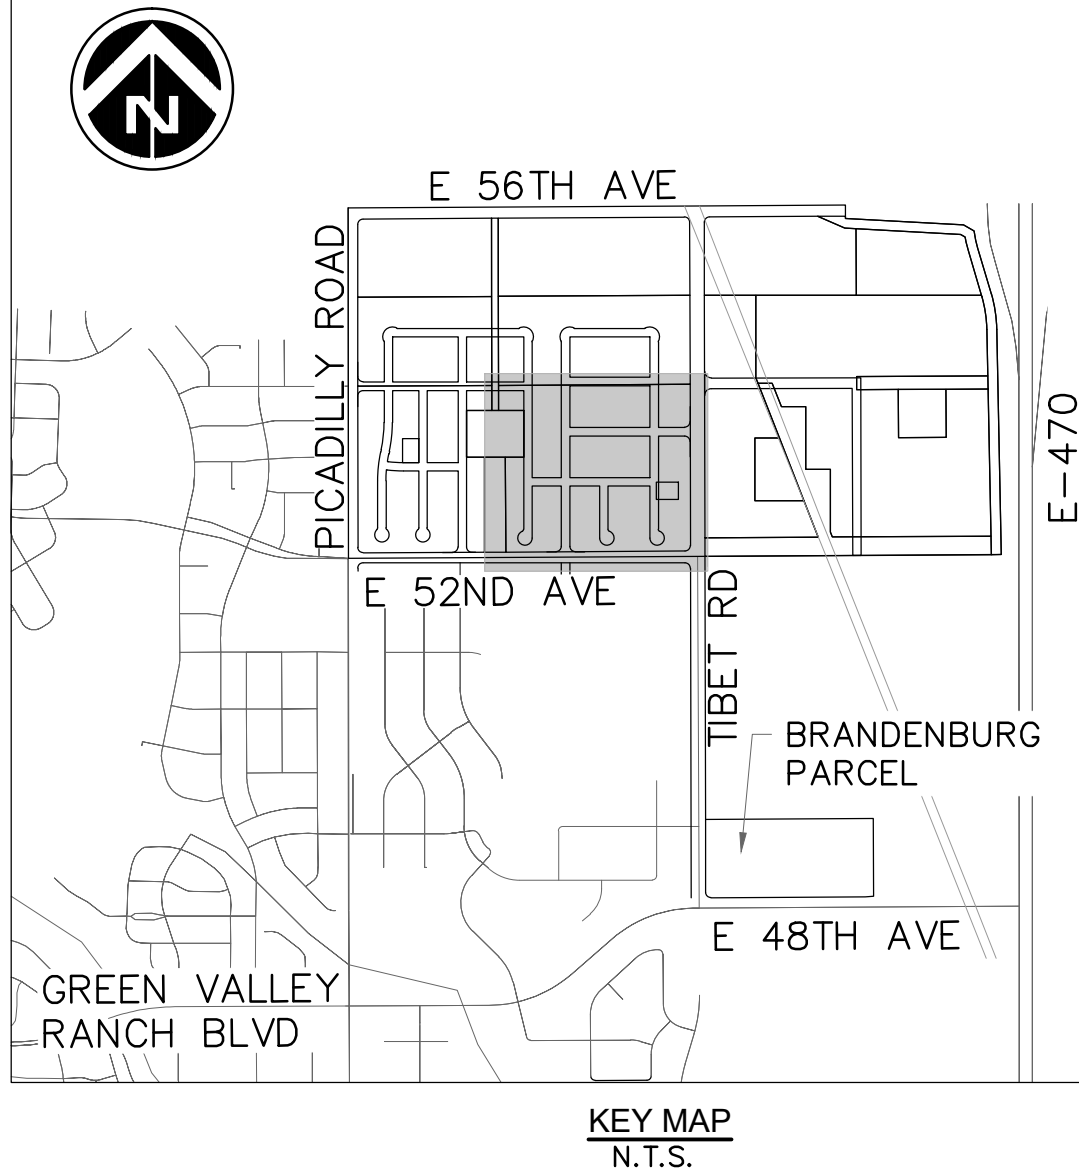 N
E 56TH AVE
PICADILLY ROAD
E-470
E 52ND AVE
TIBET RD
BRANDENBURG
PARCEL
E 48TH AVE
GREEN VALLEY
RANCH BLVD
KEY MAP
N.T.S.